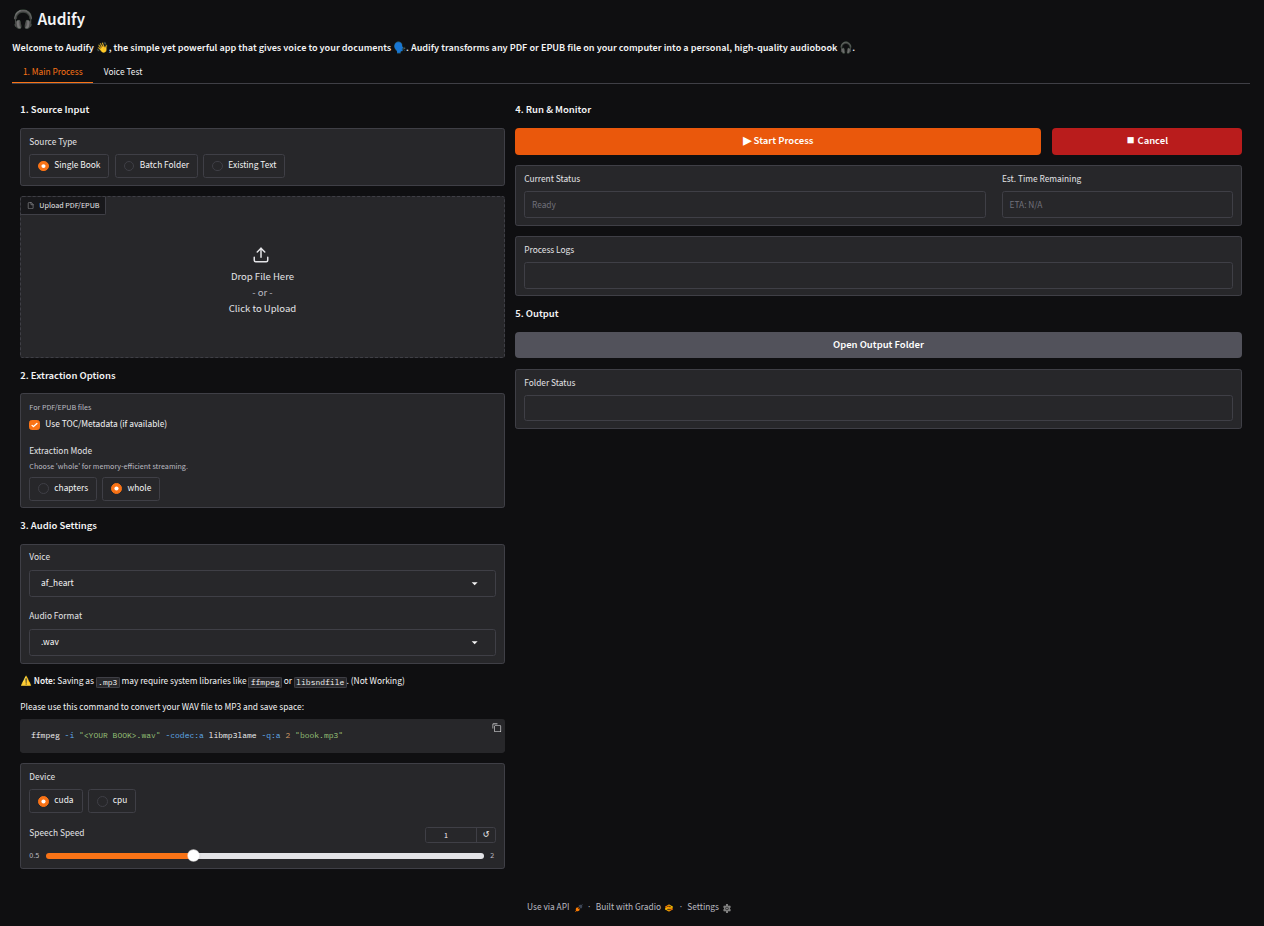 🎧 Audify
Welcome to Audify 👋, the simple yet powerful app that gives voice to your documents 🗣️. Audify transforms any PDF or EPUB file on your computer into a personal, high-quality audiobook 🎧.
1. Main Process
Voice Test
1. Source Input
Source Type
Single Book
Batch Folder
Existing Text
Upload PDF/EPUB
Drop File Here
- or -
Click to Upload
2. Extraction Options
For PDF/EPUB files
Use TOC/Metadata (if available)
Extraction Mode
Choose 'whole' for memory-efficient streaming.
chapters
whole
3. Audio Settings
Voice
af_heart
Audio Format
.wav
⚠️ Note: Saving as .mp3 may require system libraries like ffmpeg or libsndfile. (Not Working)
Please use this command to convert your WAV file to MP3 and save space:
ffmpeg -i "<YOUR BOOK>.wav" -codec:a libmp3lame -q:a 2 "book.mp3"
Device
cuda
cpu
Speech Speed
1
↺
0.5
2
4. Run & Monitor
▶ Start Process
⏹ Cancel
Current Status
Ready
Est. Time Remaining
ETA: N/A
Process Logs
5. Output
Open Output Folder
Folder Status
Use via API · Built with Gradio · Settings